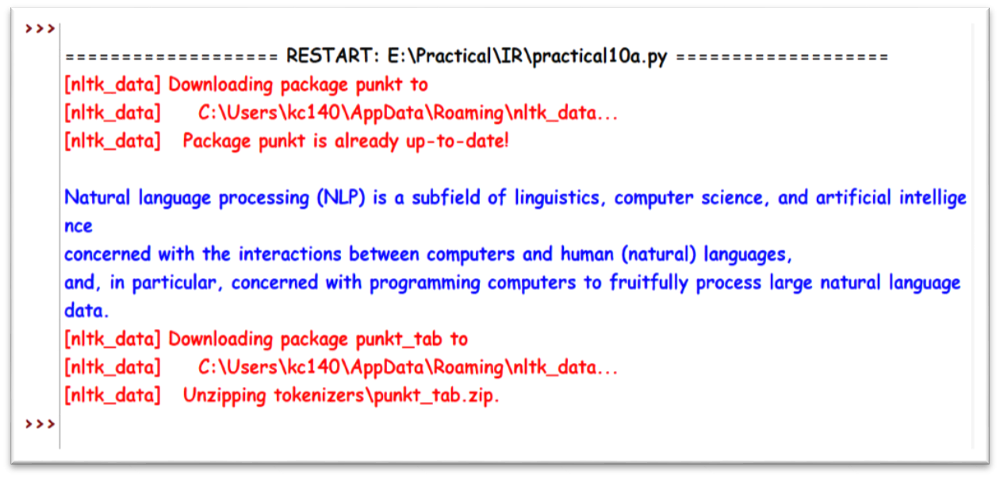 >>>
=================== RESTART: E:\Practical\IR\practical10a.py ===================
[nltk_data] Downloading package punkt to
[nltk_data]     C:\Users\kc140\AppData\Roaming\nltk_data...
[nltk_data]   Package punkt is already up-to-date!
Natural language processing (NLP) is a subfield of linguistics, computer science, and artificial intellige
nce
concerned with the interactions between computers and human (natural) languages,
and, in particular, concerned with programming computers to fruitfully process large natural language
data.
[nltk_data] Downloading package punkt_tab to
[nltk_data]     C:\Users\kc140\AppData\Roaming\nltk_data...
[nltk_data]   Unzipping tokenizers\punkt_tab.zip.
>>>